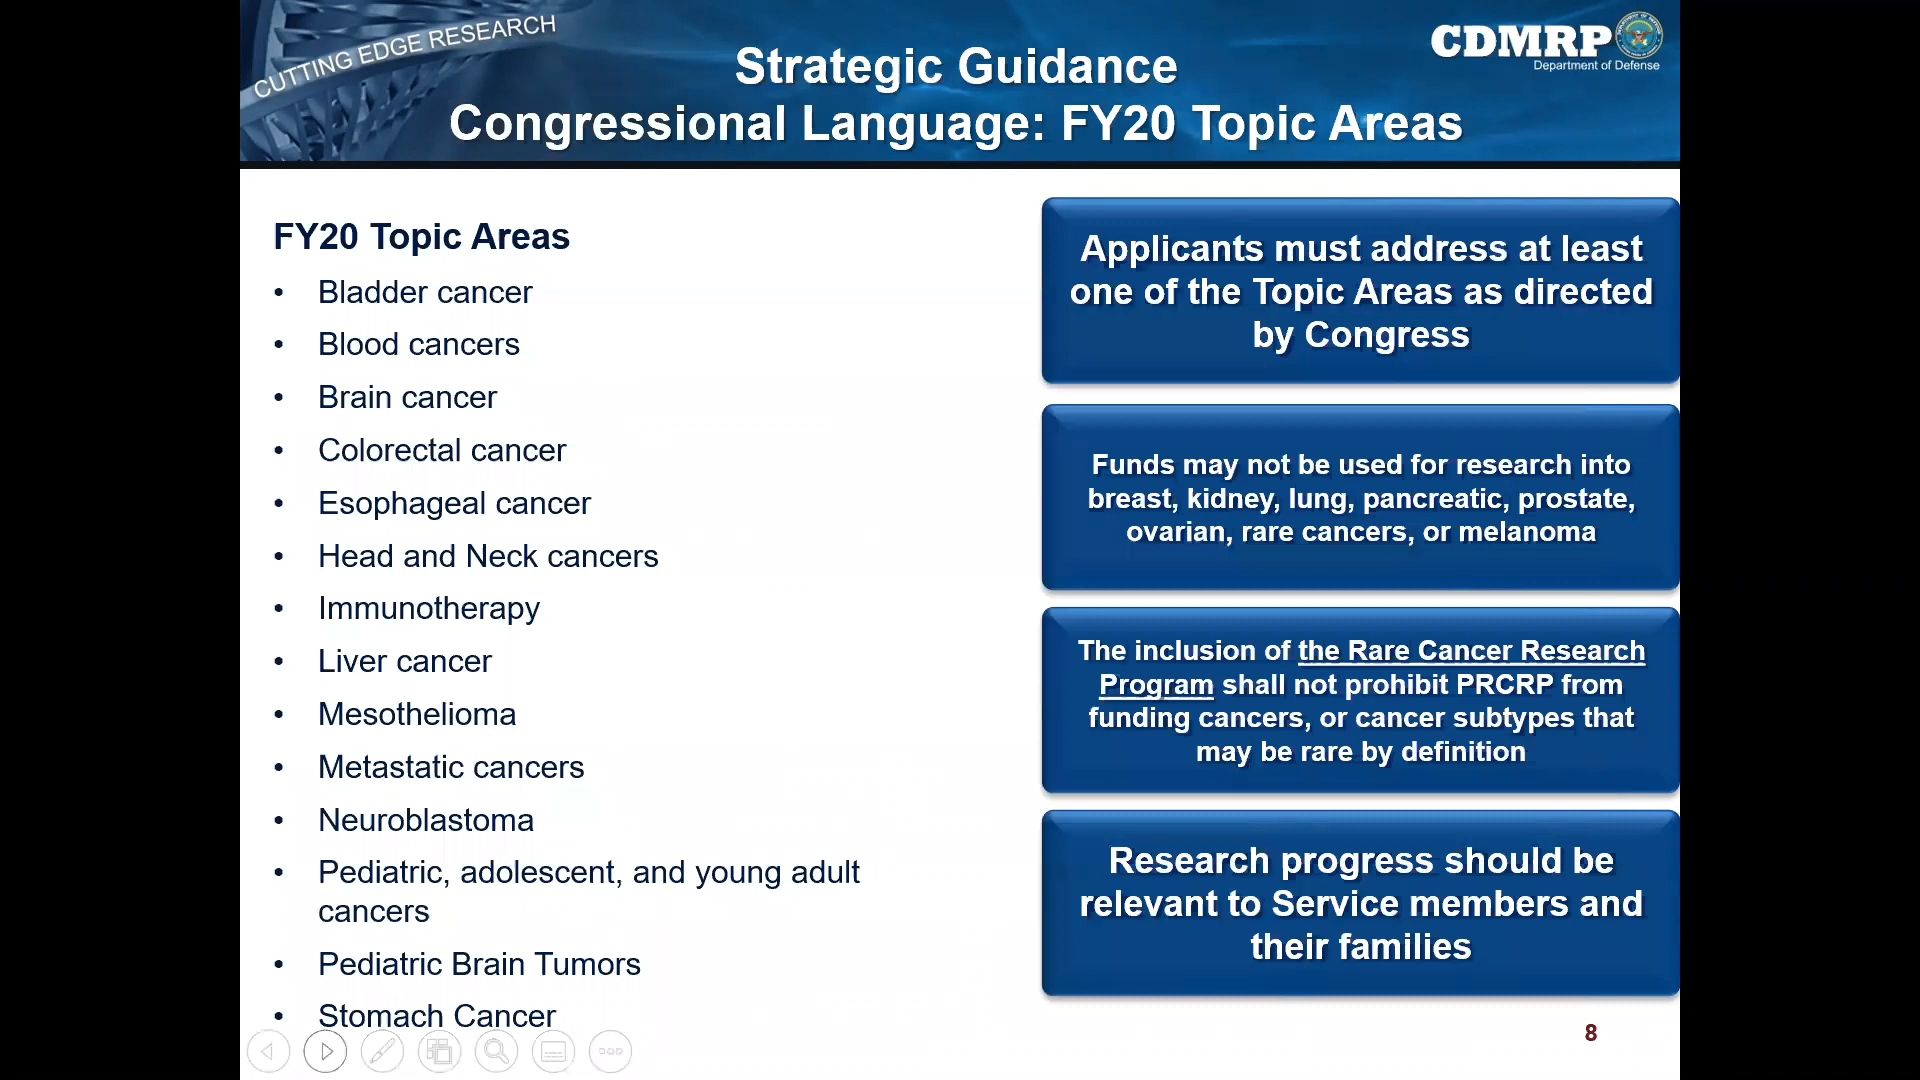 CUTTING EDGE RESEARCH
CDMRP
Department of Defense
Strategic Guidance
Congressional Language: FY20 Topic Areas
FY20 Topic Areas
• Bladder cancer
• Blood cancers
• Brain cancer
• Colorectal cancer
• Esophageal cancer
• Head and Neck cancers
• Immunotherapy
• Liver cancer
• Mesothelioma
• Metastatic cancers
• Neuroblastoma
• Pediatric, adolescent, and young adult
cancers
• Pediatric Brain Tumors
• Stomach Cancer
Applicants must address at least
one of the Topic Areas as directed
by Congress
Funds may not be used for research into
breast, kidney, lung, pancreatic, prostate,
ovarian, rare cancers, or melanoma
The inclusion of the Rare Cancer Research
Program shall not prohibit PRCRP from
funding cancers, or cancer subtypes that
may be rare by definition
Research progress should be
relevant to Service members and
their families
8